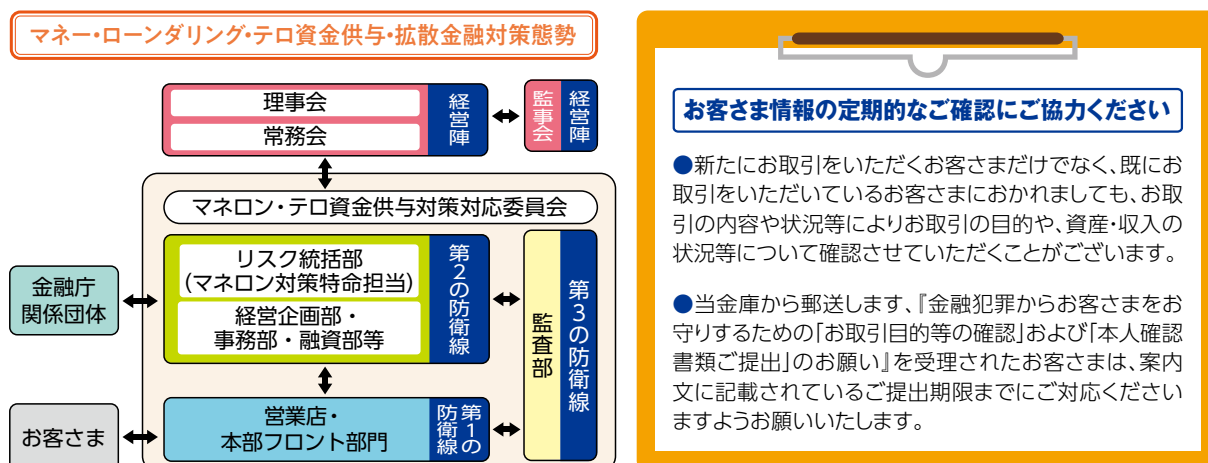 マネー・ローンダリング・テロ資金供与・拡散金融対策態勢
理事会
常務会
経営陣
監事会
経営陣
マネロン・テロ資金供与対策対応委員会
金融庁
関係団体
リスク統括部
(マネロン対策特命担当)
経営企画部・
事務部・融資部等
第2の防衛線
監査部
第3の防衛線
お客さま
営業店・
本部フロント部門
第1の
防衛線
お客さま情報の定期的なご確認にご協力ください
●新たにお取引をいただくお客さまだけでなく、既にお
取引をいただいているお客さまにおかれましても、お取
引の内容や状況等によりお取引の目的や、資産・収入の
状況等について確認させていただくことがございます。
●当金庫から郵送します、『金融犯罪からお客さまをお
守りするための「お取引目的等の確認」および「本人確認
書類ご提出」のお願い』を受理されたお客さまは、案内
文に記載されているご提出期限までにご対応ください
ますようお願いいたします。